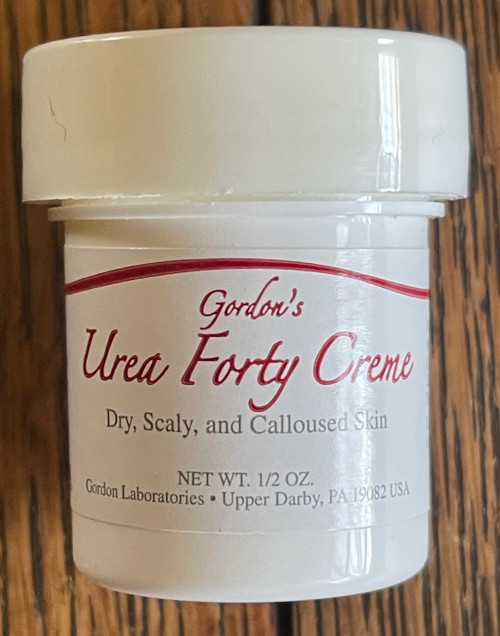 Gordon's
Urea Forty Creme
Dry, Scaly, and Calloused Skin
NET WT. 1/2 OZ.
Gordon Laboratories • Upper Darby, PA 19082 USA